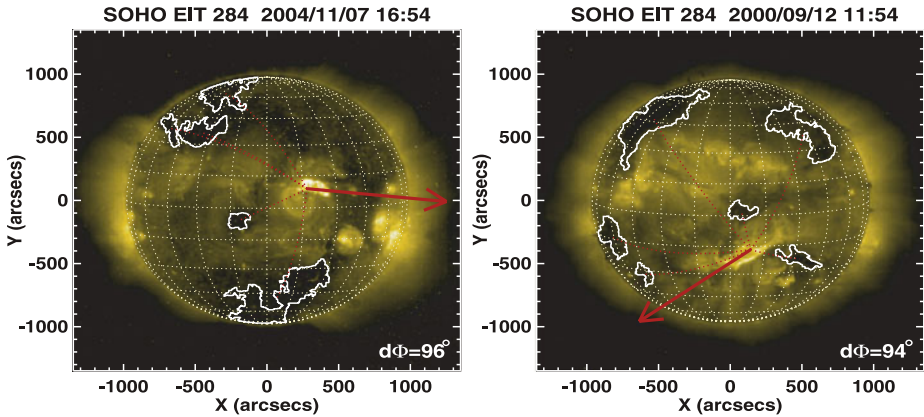 SOHO EIT 284 2004/11/07 16:54
1000
500
0
-500
-1000
Y (arcsecs)
-1000 -500 0 500 1000
X (arcsecs)
dΦ=96°
SOHO EIT 284 2000/09/12 11:54
1000
500
0
-500
-1000
Y (arcsecs)
-1000 -500 0 500 1000
X (arcsecs)
dΦ=94°